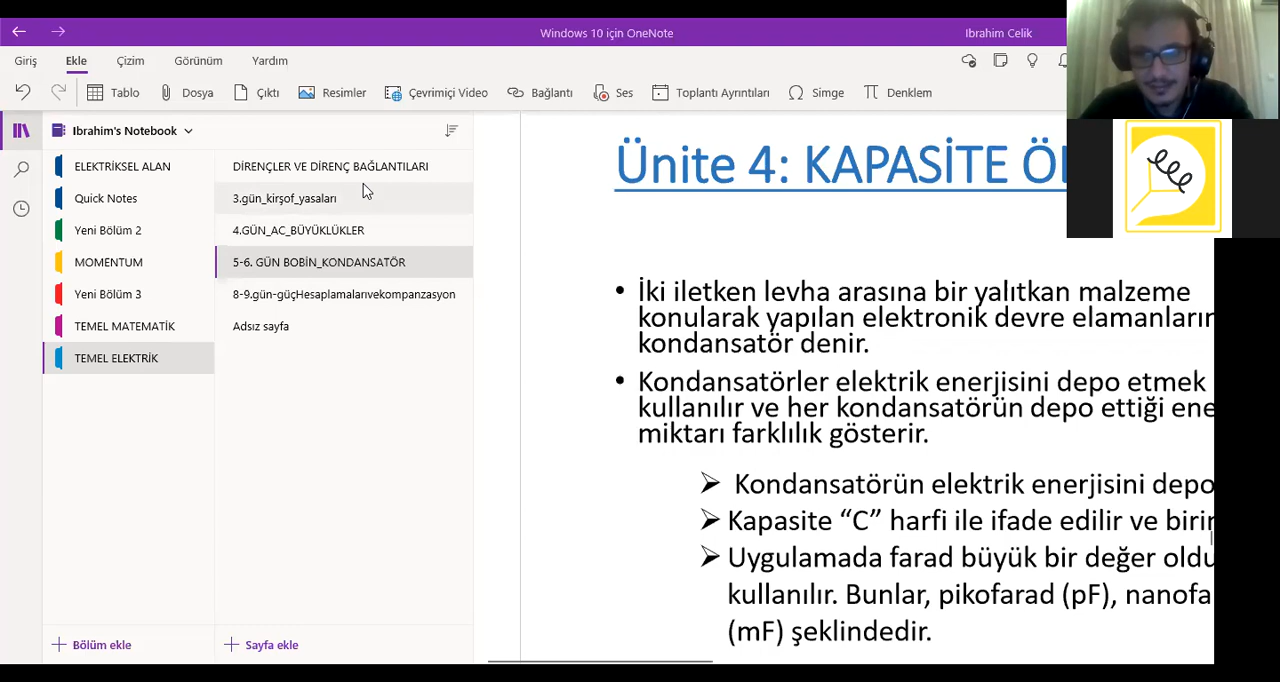 Windows 10 için OneNote
Ibrahim Celik
Giriş
Ekle
Çizim
Görünüm
Yardım
Tablo
Dosya
Çıktı
Resimler
Çevrimiçi Video
Bağlantı
Ses
Toplantı Ayrıntıları
Simge
Denklem
Ibrahim's Notebook
ELEKTRİKSEL ALAN
Quick Notes
Yeni Bölüm 2
MOMENTUM
Yeni Bölüm 3
TEMEL MATEMATİK
TEMEL ELEKTRİK
Bölüm ekle
DİRENÇLER VE DİRENÇ BAĞLANTILARI
3.gün_kirşof_yasaları
4.GÜN_AC_BÜYÜKLÜKLER
5-6. GÜN BOBİN_KONDANSATÖR
8-9.gün-güçHesaplamalarıvekompanzasyon
Adsız sayfa
Sayfa ekle
Ünite 4: KAPASİTE
• İki iletken levha arasına bir yalıtkan malzeme
konularak yapılan elektronik devre
kondansatör denir.
• Kondansatörler elektrik enerjisini depo etmek
kullanılır ve her kondansatörün depo ettiği
miktarı farklılık gösterir.
➢ Kondansatörün elektrik enerjisini depo
➢ Kapasite “C” harfi ile ifade edilir ve
➢ Uygulamada farad büyük bir değer
kullanılır. Bunlar, pikofarad (pF),
(mF) şeklindedir.